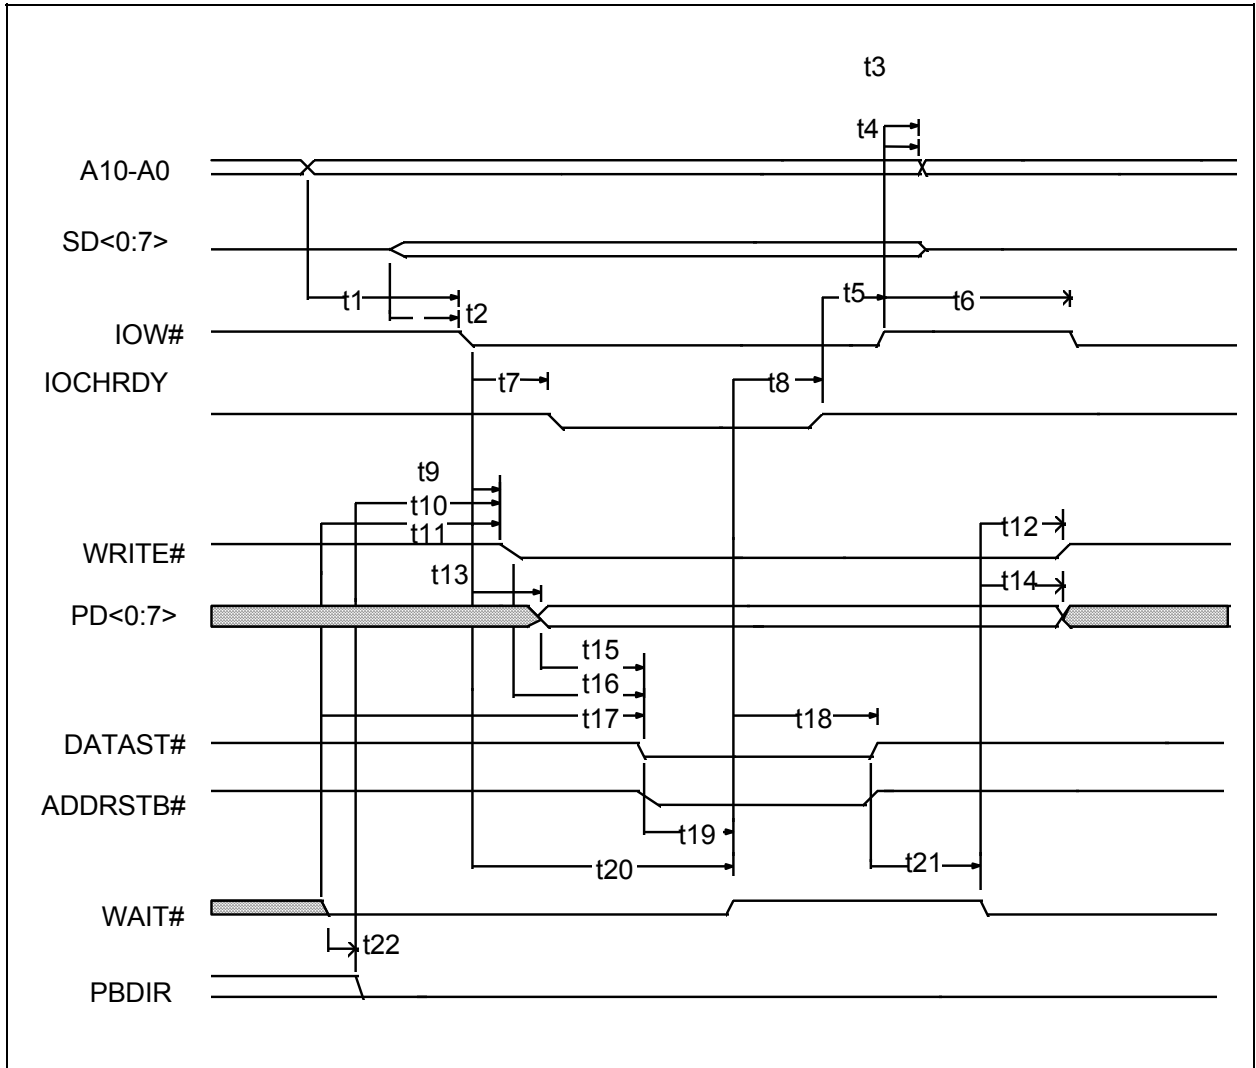 t3
t4
A10-A0
SD<0:7>
t1
t2
t5
t6
IOW#
IOCHRDY
t7
t8
t9
t10
t11
t12
WRITE#
t13
t14
PD<0:7>
t15
t16
t17
t18
DATAST#
ADDRSTB#
t19
t20
t21
WAIT#
t22
PBDIR